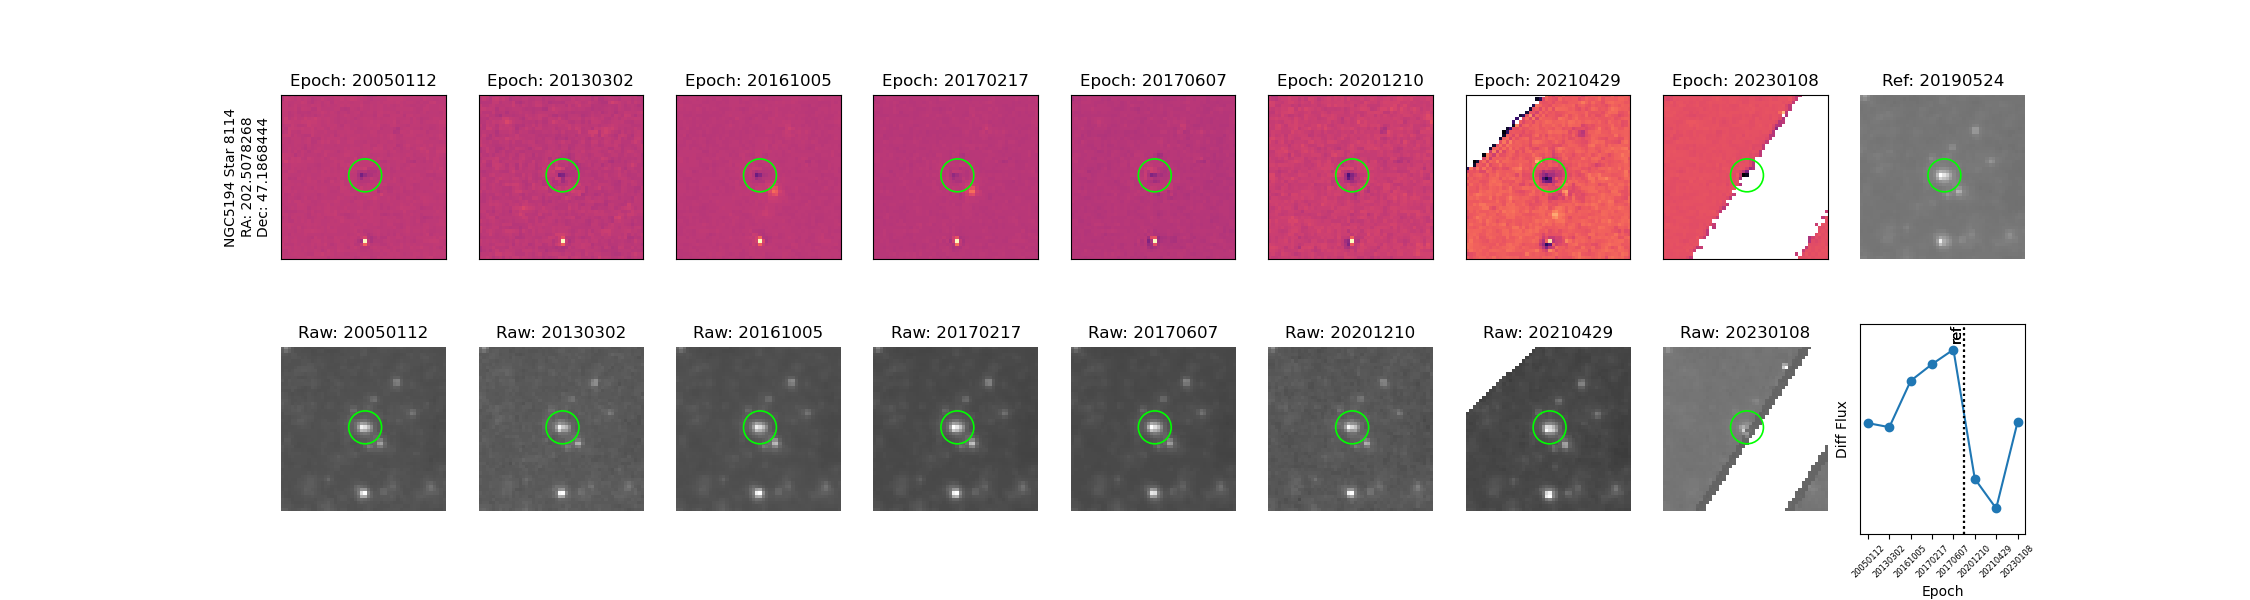 NGC5194 Star 8114
RA: 202.5078268
Dec: 47.18684444
Epoch: 20050112
Epoch: 20130302
Epoch: 20161005
Epoch: 20170217
Epoch: 20170607
Epoch: 20201210
Epoch: 20210429
Epoch: 20230108
Ref: 20190524
Raw: 20050112
Raw: 20130302
Raw: 20161005
Raw: 20170217
Raw: 20170607
Raw: 20201210
Raw: 20210429
Raw: 20230108
ref
Diff Flux
20050112
20130302
20161005
20170217
20170607
20201210
20210429
20230108
Epoch